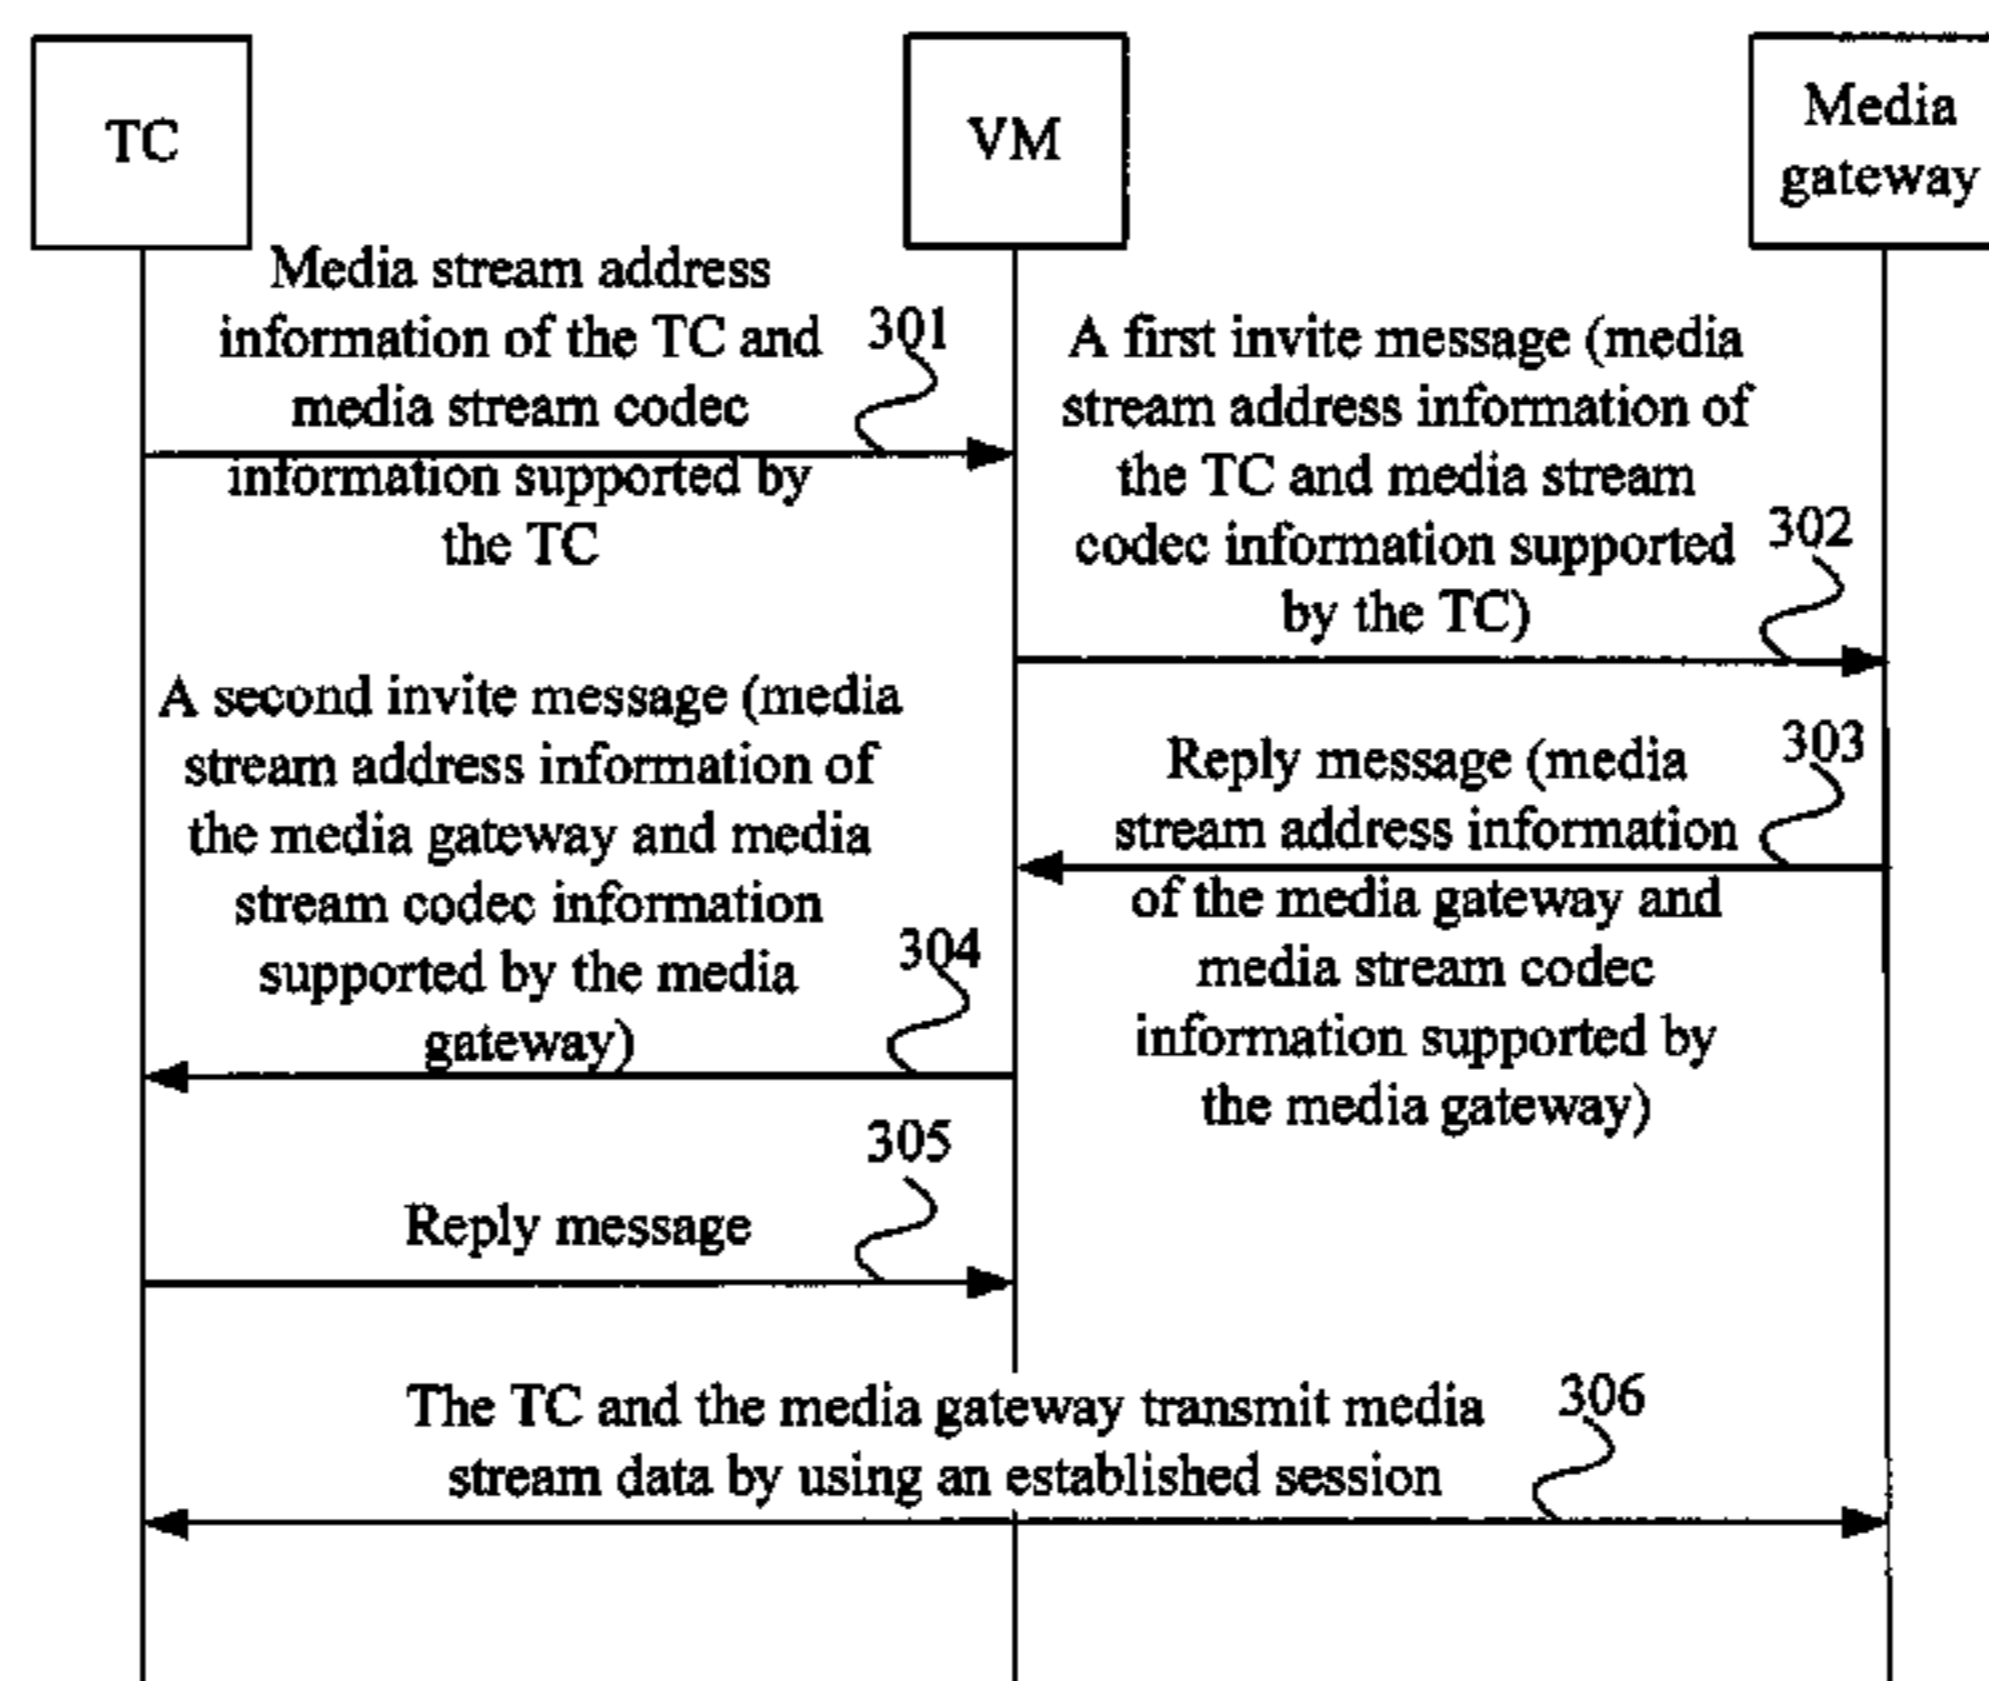 TC
VM
Media
gateway
Media stream address
information of the TC and
media stream codec
information supported by
the TC
301
A first invite message (media
stream address information of
the TC and media stream
codec information supported
by the TC)
302
Reply message (media
stream address information
of the media gateway and
media stream codec
information supported by
the media gateway)
303
A second invite message (media
stream address information of
the media gateway and media
stream codec information
supported by the media
gateway)
304
305
Reply message
The TC and the media gateway transmit media
stream data by using an established session
306